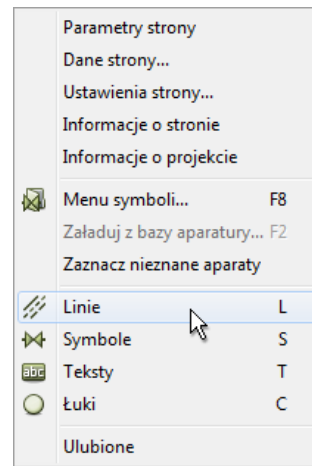 Parametry strony
Dane strony...
Ustawienia strony...
Informacje o stronie
Informacje o projekcie
Menu symboli... F8
Załaduj z bazy aparatury... F2
Zaznacz nieznane aparaty
Linie L
Symbole S
abc Teksty T
Łuki C
Ulubione